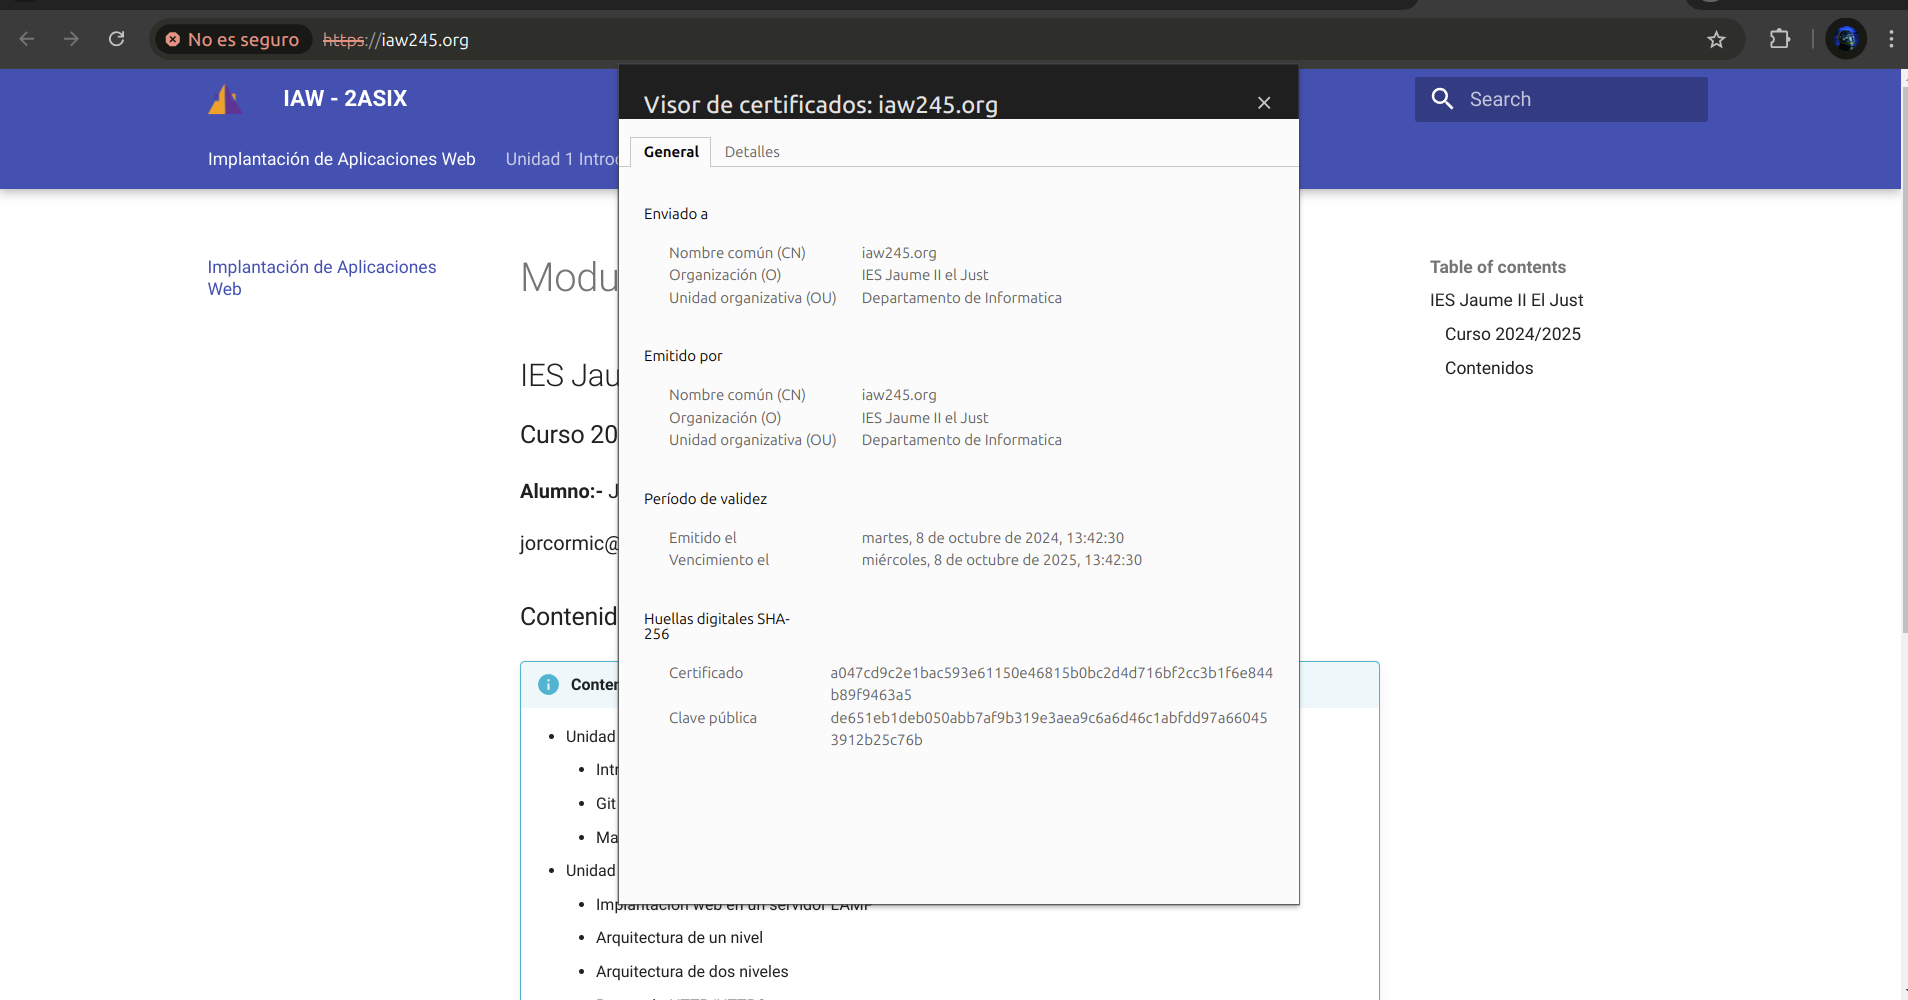 No es seguro https://iaw245.org
IAW - 2ASIX
Search
Implantación de Aplicaciones Web Unidad 1
Visor de certificados: iaw245.org
General Detalles
Enviado a
Nombre común (CN) iaw245.org
Organización (O) IES Jaume II el Just
Unidad organizativa (OU) Departamento de Informatica
Emitido por
Nombre común (CN) iaw245.org
Organización (O) IES Jaume II el Just
Unidad organizativa (OU) Departamento de Informatica
Período de validez
Emitido el martes, 8 de octubre de 2024, 13:42:30
Vencimiento el miércoles, 8 de octubre de 2025, 13:42:30
Huellas digitales SHA-
256
Certificado a047cd9c2e1bac593e61150e46815b0bc2d4d716bf2cc3b1f6e844
b89f9463a5
Clave pública de651eb1deb050abb7af9b319e3aea9c6a6d46c1abfdd97a66045
3912b25c76b
Implantación de Aplicaciones
Web
Modu
IES Jau
Curso 20
Alumno:- J
jorcormic@
Contenid
Conten
Unidad
Intr
Git
Ma
Unidad
Implantación web en un servidor LAMP
Arquitectura de un nivel
Arquitectura de dos niveles
Table of contents
IES Jaume II El Just
Curso 2024/2025
Contenidos